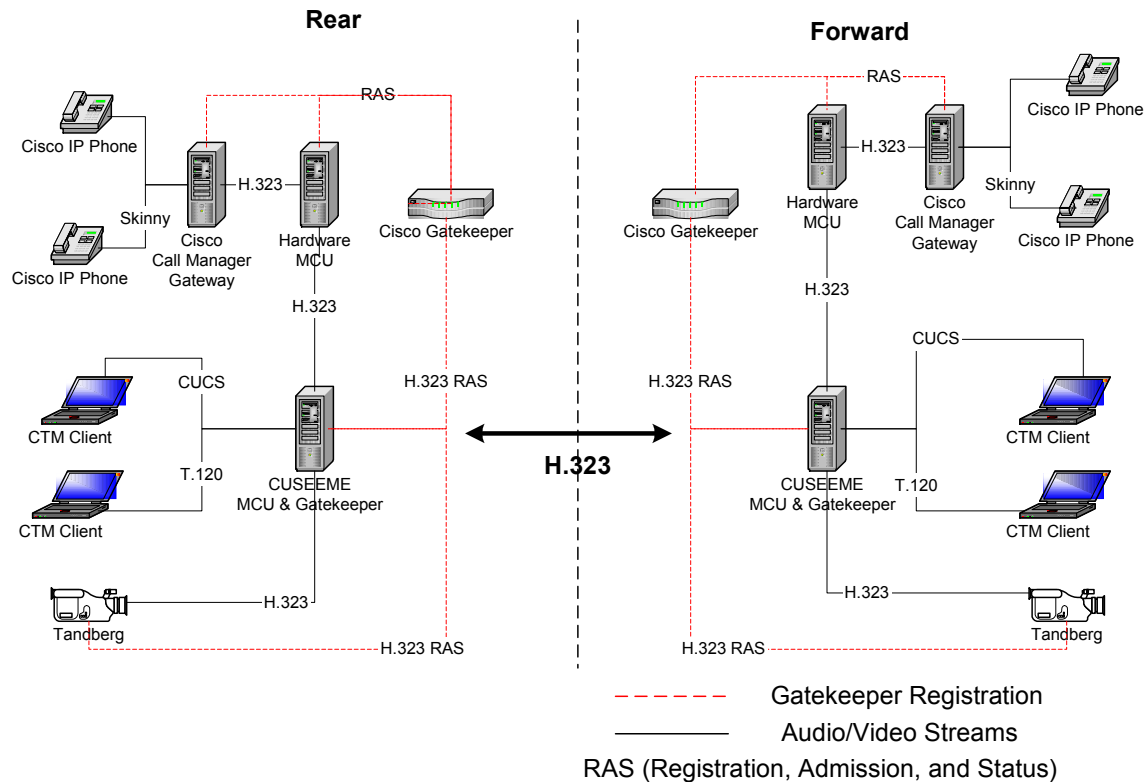 Rear
Forward
RAS
Cisco IP Phone
H.323
Skinny
Cisco IP Phone
Cisco
Call Manager
Gateway
Hardware
MCU
Cisco Gatekeeper
H.323
CUCS
H.323 RAS
CTM Client
T.120
CUSEEME
MCU & Gatekeeper
CTM Client
H.323
Tandberg
H.323 RAS
H.323
RAS
Cisco IP Phone
H.323
Skinny
Cisco Gatekeeper
Hardware
MCU
Cisco
Call Manager
Gateway
Cisco IP Phone
H.323
CUCS
H.323 RAS
CTM Client
T.120
CUSEEME
MCU & Gatekeeper
CTM Client
H.323
Tandberg
H.323 RAS
Gatekeeper Registration
Audio/Video Streams
RAS (Registration, Admission, and Status)